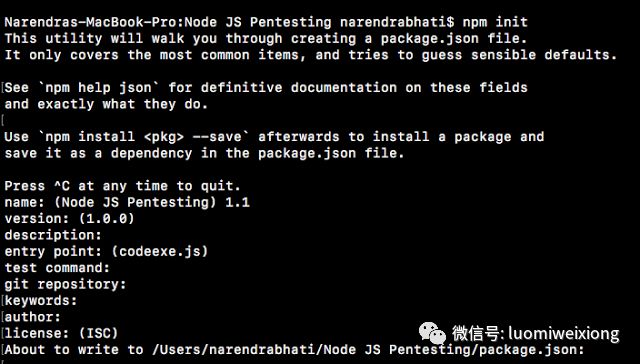 Narendras-MacBook-Pro:Node JS Pentesting narendrabhati$ npm init
This utility will walk you through creating a package.json file.
It only covers the most common items, and tries to guess sensible defaults.
See `npm help json` for definitive documentation on these fields
and exactly what they do.
Use `npm install <pkg> --save` afterwards to install a package and
save it as a dependency in the package.json file.
Press ^C at any time to quit.
name: (Node JS Pentesting) 1.1
version: (1.0.0)
description:
entry point: (codeexe.js)
test command:
git repository:
keywords:
author:
license: (ISC)
微信号: luomiweixiong
About to write to /Users/narendrabhati/Node JS Pentesting/package.json: